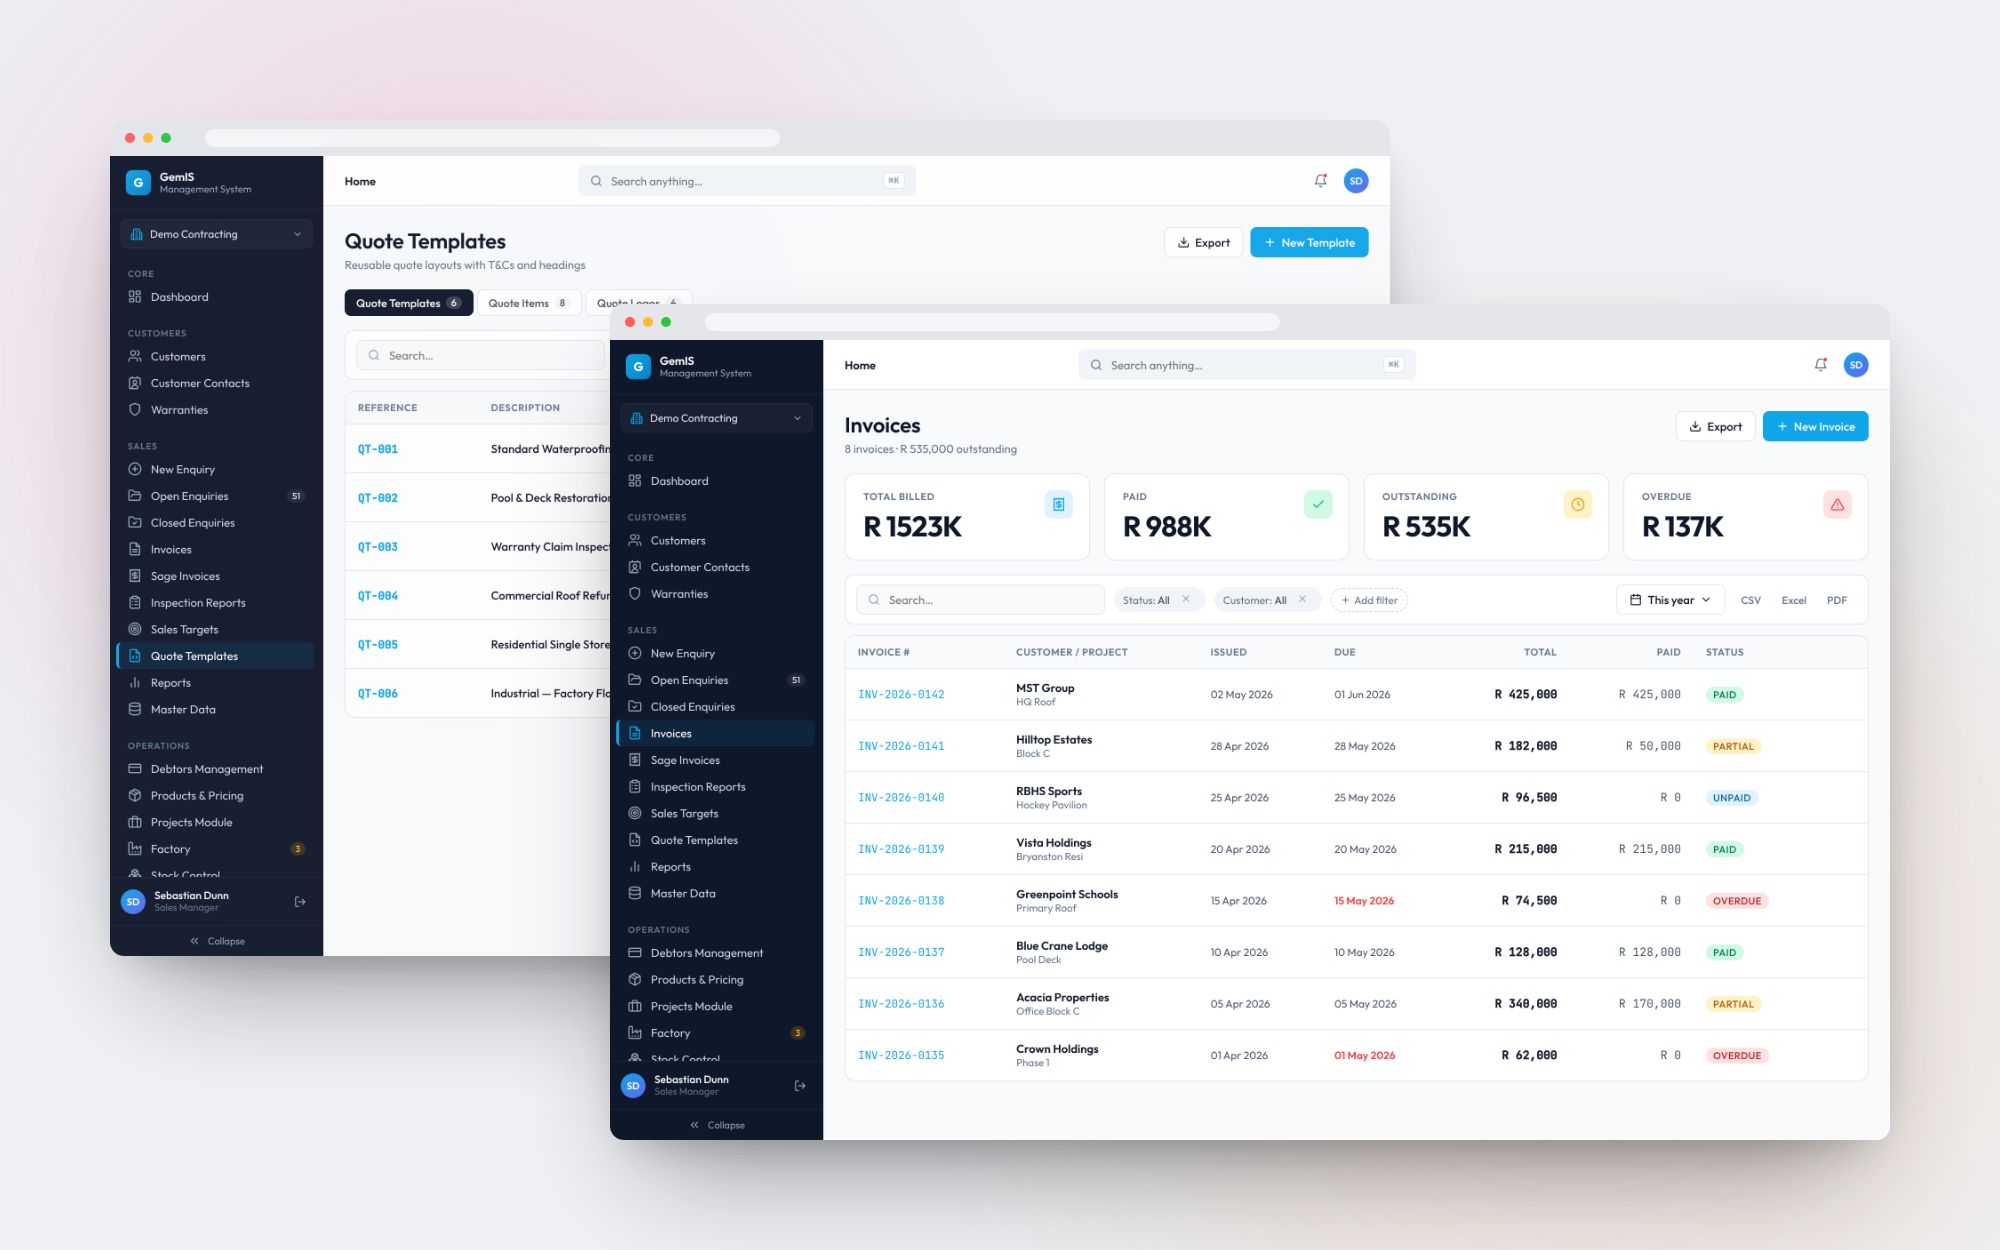 G
GemIS
Management System
Demo Contracting
CORE
Dashboard
CUSTOMERS
Customers
Customer Contacts
Warranties
SALES
New Enquiry
Open Enquiries 51
Closed Enquiries
Invoices
Sage Invoices
Inspection Reports
Sales Targets
Quote Templates
Reports
Master Data
OPERATIONS
Debtors Management
Products & Pricing
Projects Module
Factory 3
Stock Control
SD
Sebastian Dunn
Sales Manager
Collapse
Home
Search anything... ⌘K
SD
Quote Templates
Reusable quote layouts with T&Cs and headings
Export
+ New Template
Quote Templates 6
Quote Items 8
Quote Logos 4
Search...
REFERENCE DESCRIPTION
QT-001 Standard
QT-002 Pool & Deck
QT-003 Warranty Claim
QT-004 Commercial Roof
QT-005 Residential Single
QT-006 Industrial — Factory
G
GemIS
Management System
Demo Contracting
CORE
Dashboard
CUSTOMERS
Customers
Customer Contacts
Warranties
SALES
New Enquiry
Open Enquiries 51
Closed Enquiries
Invoices
Sage Invoices
Inspection Reports
Sales Targets
Quote Templates
Reports
Master Data
OPERATIONS
Debtors Management
Products & Pricing
Projects Module
Factory 3
Stock Control
SD
Sebastian Dunn
Sales Manager
Collapse
Home
Search anything... ⌘K
SD
Invoices
8 invoices · R 535,000 outstanding
Export
+ New Invoice
TOTAL BILLED
R 1523K
PAID
R 988K
OUTSTANDING
R 535K
OVERDUE
R 137K
Search...
Status: All ×
Customer: All ×
+ Add filter
This year
CSV
Excel
PDF
INVOICE # CUSTOMER / PROJECT ISSUED DUE TOTAL PAID STATUS
INV-2026-0142 MST Group 02 May 2026 01 Jun 2026 R 425,000 R 425,000 PAID
HQ Roof
INV-2026-0141 Hilltop Estates 28 Apr 2026 28 May 2026 R 182,000 R 50,000 PARTIAL
Block C
INV-2026-0140 RBHS Sports 25 Apr 2026 25 May 2026 R 96,500 R 0 UNPAID
Hockey Pavilion
INV-2026-0139 Vista Holdings 20 Apr 2026 20 May 2026 R 215,000 R 215,000 PAID
Bryanston Resi
INV-2026-0138 Greenpoint Schools 15 Apr 2026 15 May 2026 R 74,500 R 0 OVERDUE
Primary Roof
INV-2026-0137 Blue Crane Lodge 10 Apr 2026 10 May 2026 R 128,000 R 128,000 PAID
Pool Deck
INV-2026-0136 Acacia Properties 05 Apr 2026 05 May 2026 R 340,000 R 170,000 PARTIAL
Office Block C
INV-2026-0135 Crown Holdings 01 Apr 2026 01 May 2026 R 62,000 R 0 OVERDUE
Phase 1